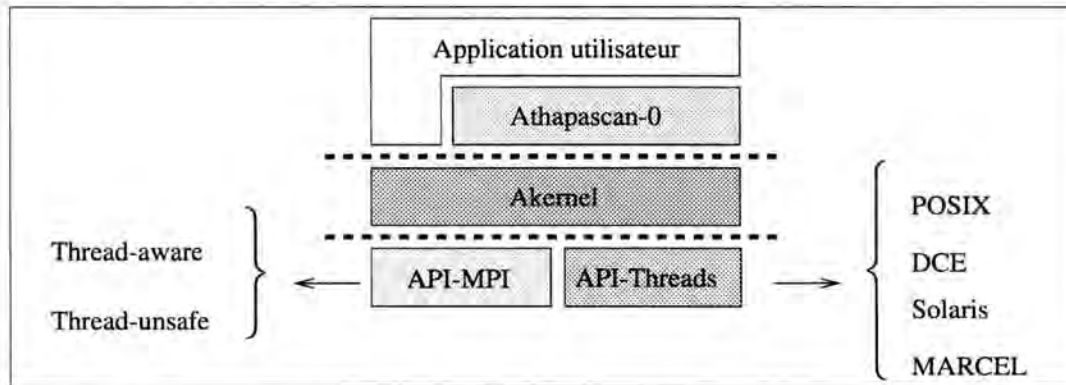 Application utilisateur
Athapascan-0
Akernel
API-MPI
API-Threads
Thread-aware
Thread-unsafe
POSIX
DCE
Solaris
MARCEL